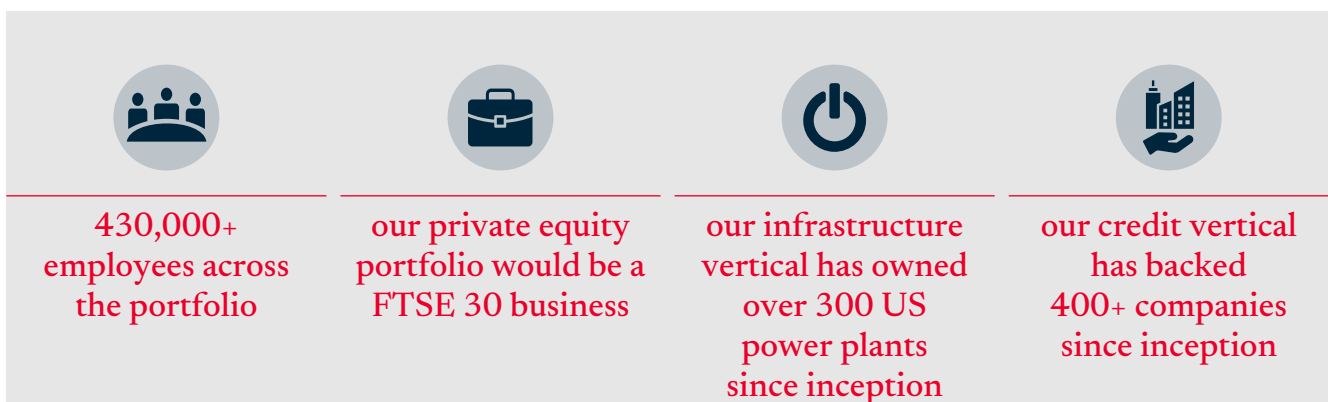 430,000+
employees across
the portfolio
our private equity
portfolio would be a
FTSE 30 business
our infrastructure
vertical has owned
over 300 US
power plants
since inception
our credit vertical
has backed
400+ companies
since inception